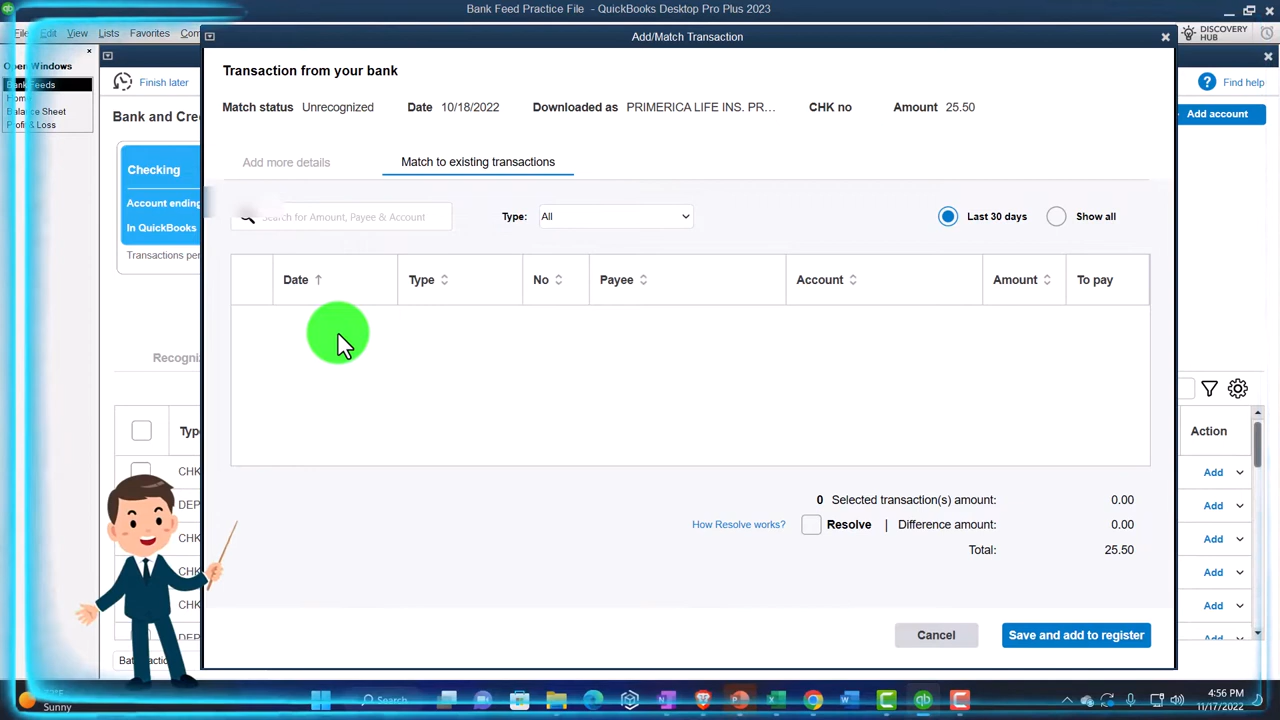 Bank Feed Practice File - QuickBooks Desktop Pro Plus 2023
File Edit View Lists Favorites
Add/Match Transaction
DISCOVERY
HUB
Open Windows
Bank Feeds
Balance Sheet
Profit & Loss
Finish later
Find help
Bank and
Add account
Checking
Account ending
In QuickBooks
Transactions
Transaction from your bank
Match status Unrecognized Date 10/18/2022 Downloaded as PRIMERICA LIFE INS. PR... CHK no Amount 25.50
Add more details Match to existing transactions
Search for Amount, Payee & Account Type: All Last 30 days Show all
Date Type No Payee Account Amount To pay
0 Selected transaction(s) amount: 0.00
How Resolve works? Resolve | Difference amount: 0.00
Total: 25.50
Cancel Save and add to register
Action
CHK Add
DEP Add
CHK Add
CHK Add
CHK Add
DEP Add
Sunny
Search
4:56 PM
11/17/2022